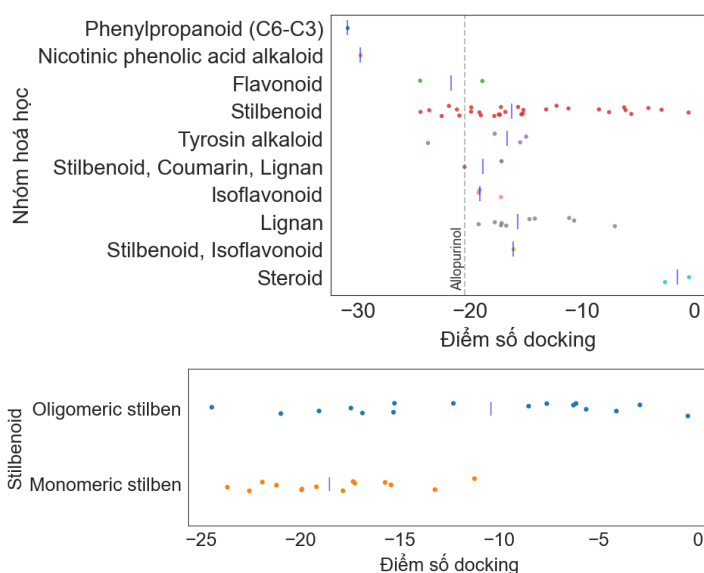 Phenylpropanoid (C6-C3)
Nicotinic phenolic acid alkaloid
Flavonoid
Stilbenoid
Tyrosin alkaloid
Stilbenoid, Coumarin, Lignan
Isoflavonoid
Lignan
Stilbenoid, Isoflavonoid
Steroid
Nhóm hoá học
Allopurinol
−30 −20 −10 0
Điểm số docking
Oligomeric stilben
Monomeric stilben
Stilbenoid
−25 −20 −15 −10 −5 0
Điểm số docking